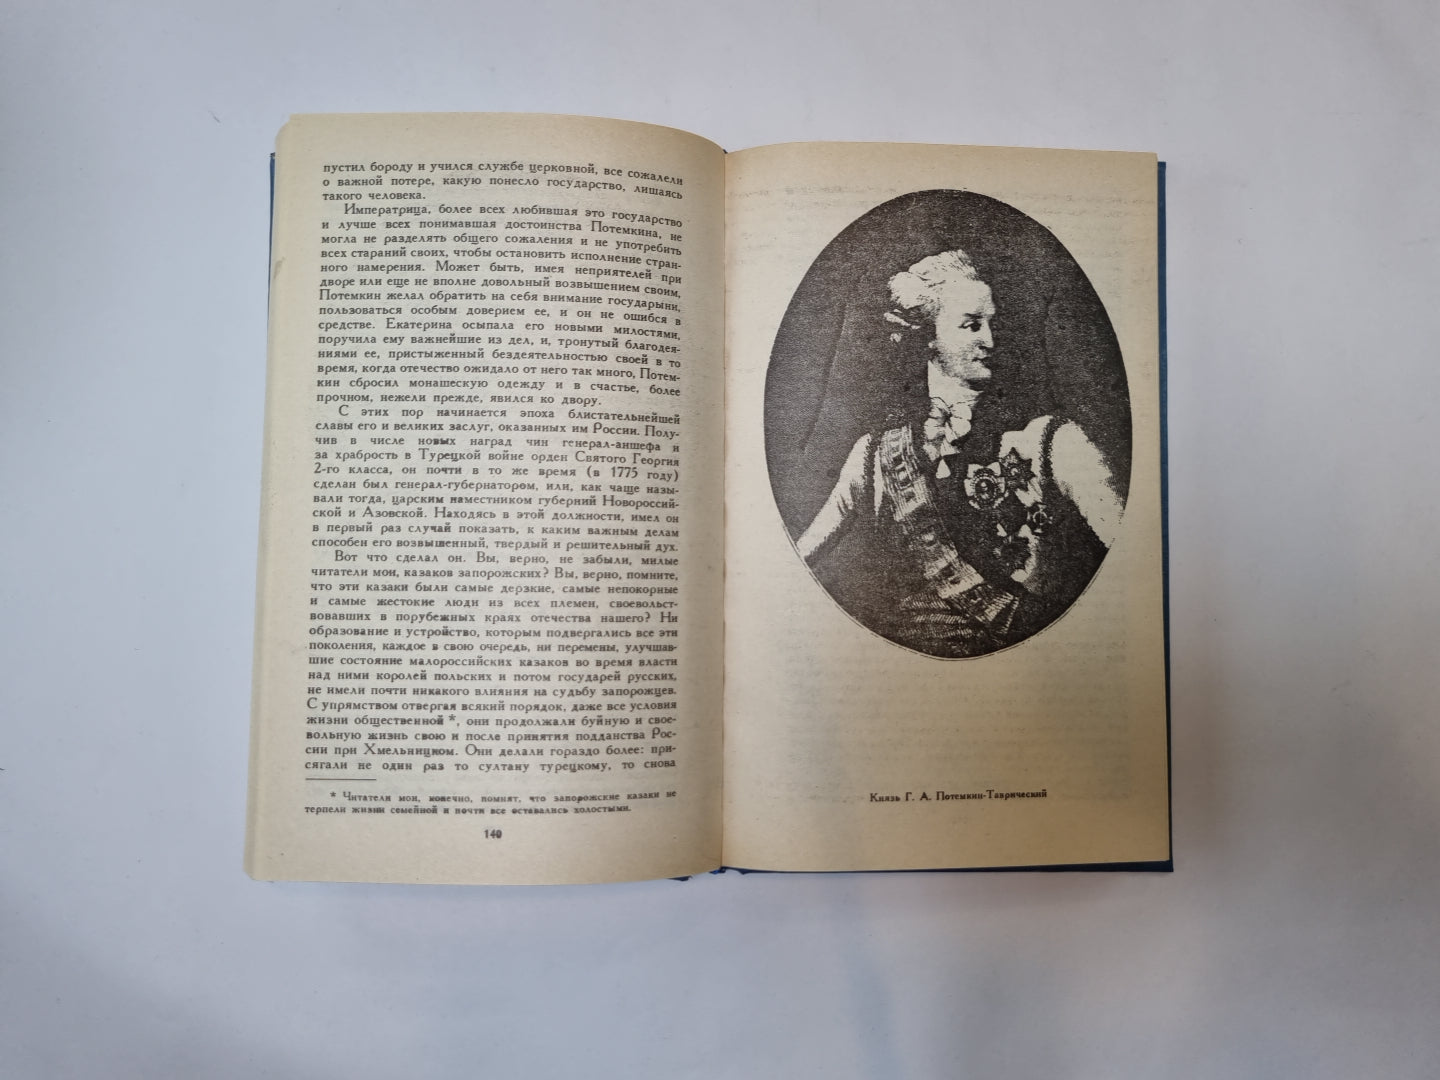 пустил бороду и учился службе церковной, все сожалели
о важной потере, какую понесло государство, лишаясь
такого человека.
Императрица, более всех любившая это государство
и лучше всех понимавшая достоинства Потемкина, не
могла не разделять общего сожаления и не употребить
всех стараний своих, чтобы остановить исполнение стран-
ного намерения. Может быть, имея неприятелей при
дворе или еще не вполне довольный возвышением своим,
Потемкин желал обратить на себя внимание государыни,
пользоваться особым доверием ее, и он не ошибся в
средстве. Екатерина осыпала его новыми милостями,
поручила ему важнейшие из дел, и, тронутый благодея-
ниями ее, пристыженный бездеятельностью своей в то
время, когда отечество ожидало от него так много, Потем-
кин сбросил монашескую одежду и в счастье, более
прочном, нежели прежде, явился ко двору.
С этих пор начинается эпоха блистательнейшей
славы его и великих заслуг, оказанных им России. Полу-
чив в числе новых наград чин генерал-аншефа и
за храбрость в Турецкой войне орден Святого Георгия
2-го класса, он почти в то же время (в 1775 году)
сделан был генерал-губернатором, или, как чаще назы-
вали тогда, царским наместником губерний Новороссий-
ской и Азовской. Находясь в этой должности, имел он
в первый раз случай показать, к каким важным делам
способен его возвышенный, твердый и решительный дух.
Вот что сделал он. Вы, верно, не забыли, милые
читатели мои, казаков запорожских? Вы, верно, помните,
что эти казаки были самые дерзкие, самые непокорные
и самые жестокие люди из всех племен, своевольст-
вовавших в порубежных краях отечества нашего? Ни
образование и устройство, которым подвергались все эти
поколения, каждое в свою очередь, ни перемены, улучшав-
шие состояние малороссийских казаков во время власти
над ними королей польских и потом государей русских,
не имели почти никакого влияния на судьбу запорожцев.
С упрямством отвергая всякий порядок, даже все условия
жизни общественной *, они продолжали буйную и свое-
вольную жизнь свою и после принятия подданства Рос-
сии при Хмельницком. Они делали гораздо более: при-
сягали не один раз то султану турецкому, то снова
* Читатели мои, конечно, помнят, что запорожские казаки не
терпели жизни семейной и почти все оставались холостыми.
140
Князь Г. А. Потемкин-Таврический